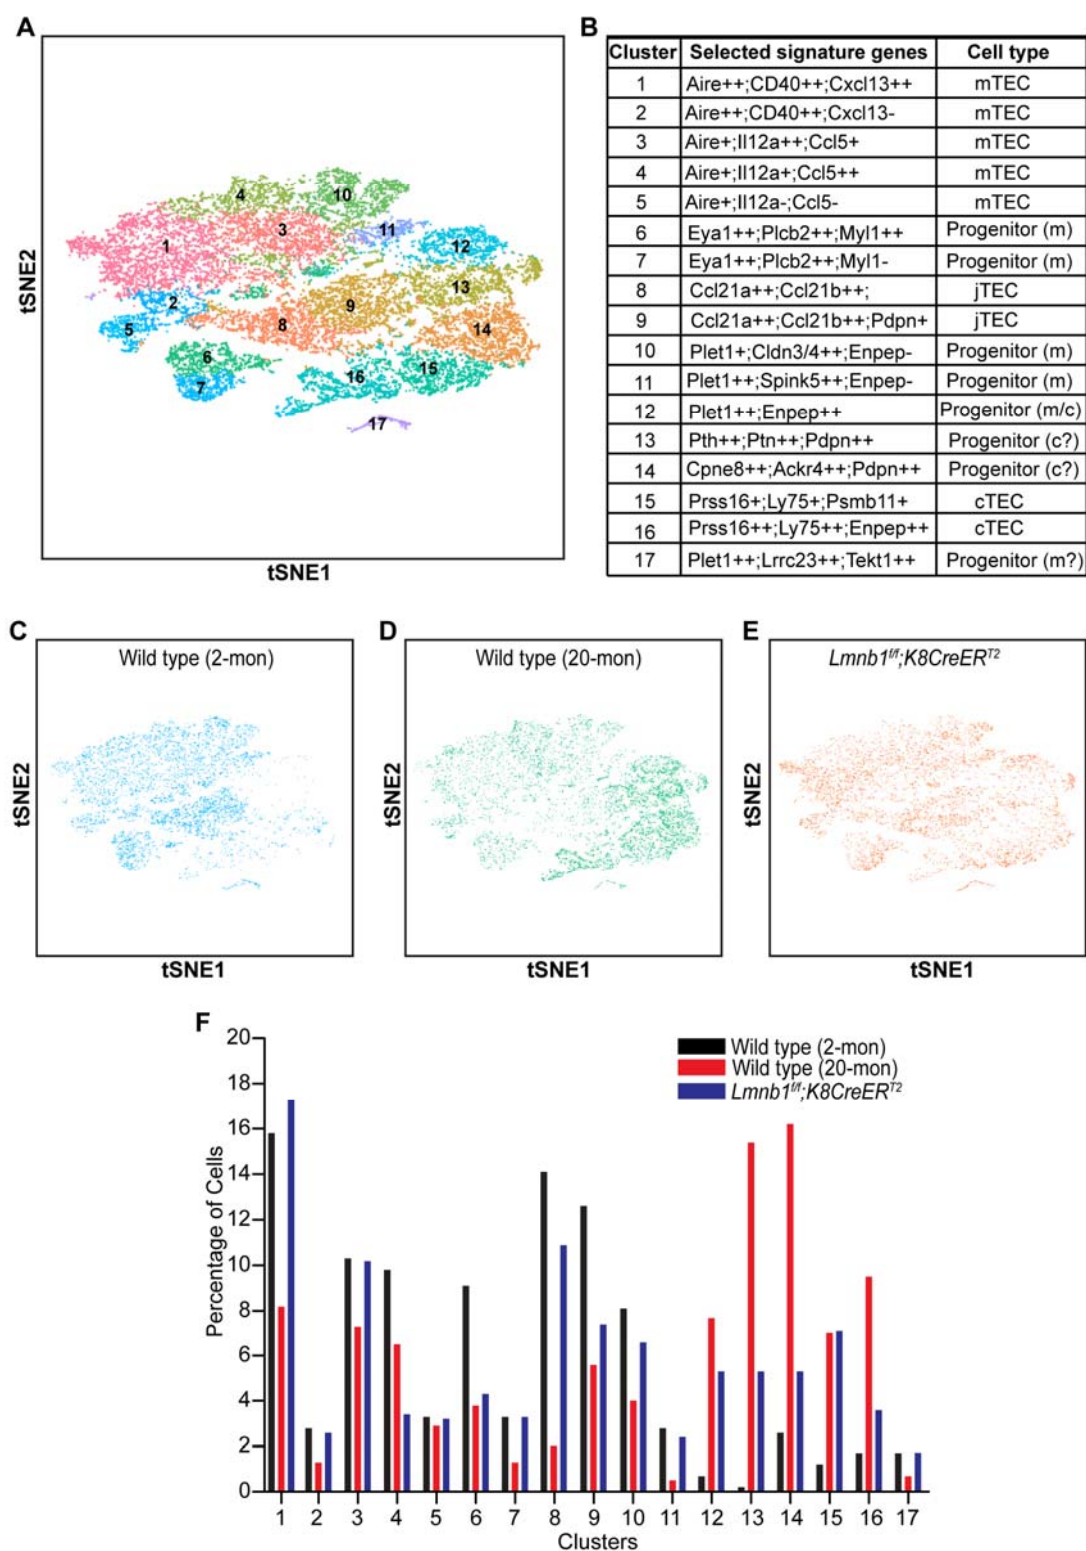 A
4
10
3
11
12
1
13
2
9
5
8
14
6
16
15
7
17
tSNE2
tSNE1
B
Cluster Selected signature genes Cell type
1 Aire++;CD40++;Cxcl13++ mTEC
2 Aire++;CD40++;Cxcl13- mTEC
3 Aire+;Il12a++;Ccl5+ mTEC
4 Aire+;Il12a+;Ccl5++ mTEC
5 Aire+;Il12a-;Ccl5- mTEC
6 Eya1++;Plcb2++;Myl1++ Progenitor (m)
7 Eya1++;Plcb2++;Myl1- Progenitor (m)
8 Ccl21a++;Ccl21b++; jTEC
9 Ccl21a++;Ccl21b++;Pdpn+ jTEC
10 Plet1+;Cldn3/4++;Enpep- Progenitor (m)
11 Plet1++;Spink5++;Enpep- Progenitor (m)
12 Plet1++;Enpep++ Progenitor (m/c)
13 Pth++;Ptn++;Pdpn++ Progenitor (c?)
14 Cpne8++;Ackr4++;Pdpn++ Progenitor (c?)
15 Prss16+;Ly75+;Psmb11+ cTEC
16 Prss16++;Ly75++;Enpep++ cTEC
17 Plet1++;Lrrc23++;Tekt1++ Progenitor (m?)
C
Wild type (2-mon)
tSNE2
tSNE1
D
Wild type (20-mon)
tSNE2
tSNE1
E
Lmnb1f/f;K8CreERT2
tSNE2
tSNE1
F
Wild type (2-mon)
Wild type (20-mon)
Lmnb1f/f;K8CreERT2
Percentage of Cells
20
18
16
14
12
10
8
6
4
2
0
1 2 3 4 5 6 7 8 9 10 11 12 13 14 15 16 17
Clusters